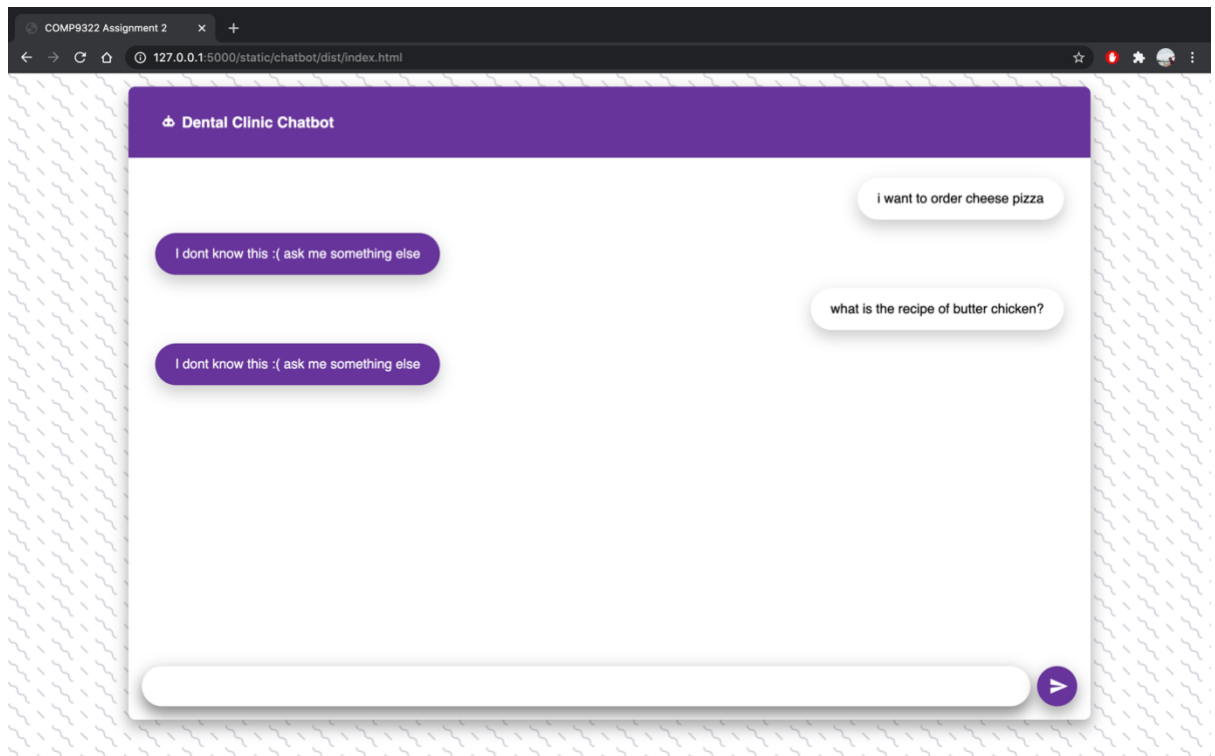 COMP9322 Assignment 2
127.0.0.1:5000/static/chatbot/dist/index.html
Dental Clinic Chatbot
i want to order cheese pizza
I dont know this :( ask me something else
what is the recipe of butter chicken?
I dont know this :( ask me something else